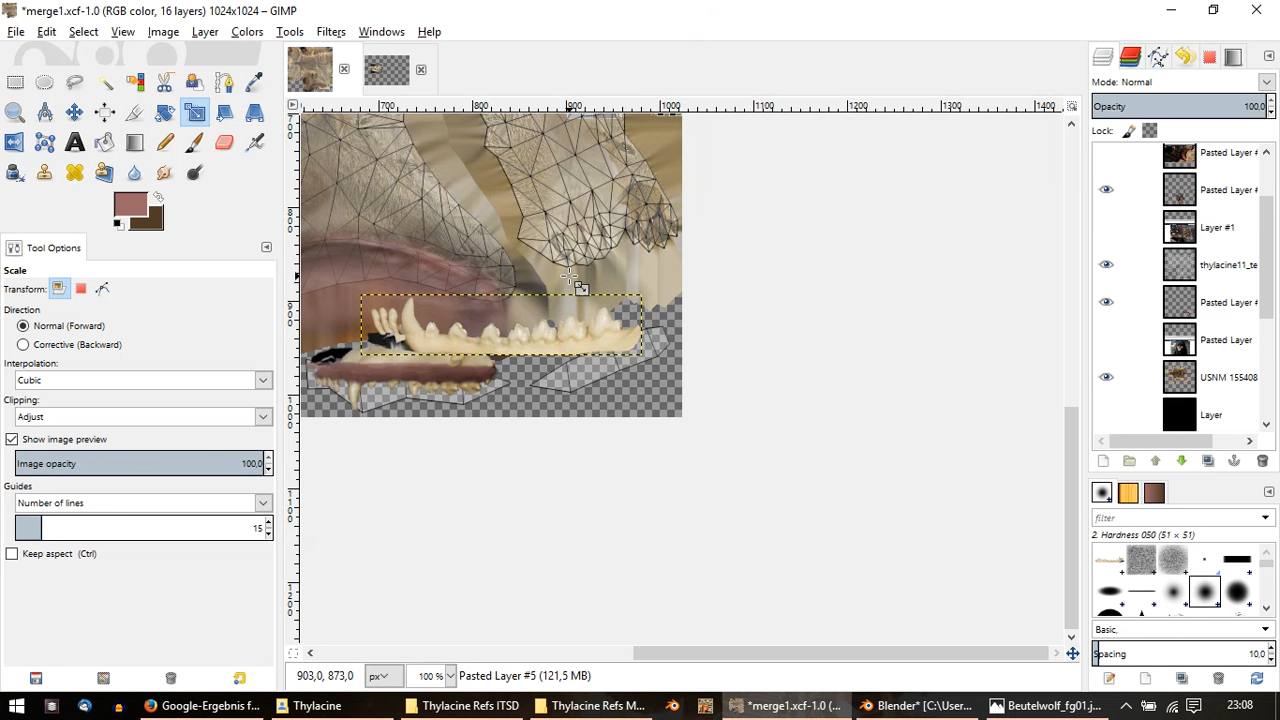 *merge1.xcf-1.0 (RGB color, 16 layers) 1024x1024 – GIMP
File Edit Select View Image Layer Colors Tools Filters Windows Help
Mode: Normal
Opacity 100,0
Lock:
700 800 900 1000 1100 1200 1300 1400
Pasted Layer #
Pasted Layer #
Layer #1
thylacine11_te
Pasted Layer #
Pasted Layer
USNM 155408
Layer
Tool Options
Scale
Transform:
Direction
Normal (Forward)
Corrective (Backward)
Interpolation:
Cubic
Clipping:
Adjust
Show image preview
Image opacity 100,0
Guides
Number of lines
15
Keep aspect (Ctrl)
filter
2. Hardness 050 (51 × 51)
Basic,
Spacing 10,0
903,0, 873,0 px 100 % Pasted Layer #5 (121,5 MB)
Google-Ergebnis f... Thylacine Thylacine Refs ITSD Thylacine Refs M... *merge1.xcf-1.0 (... Blender* [C:\User... Beutelwolf_fg01.j... 23:08